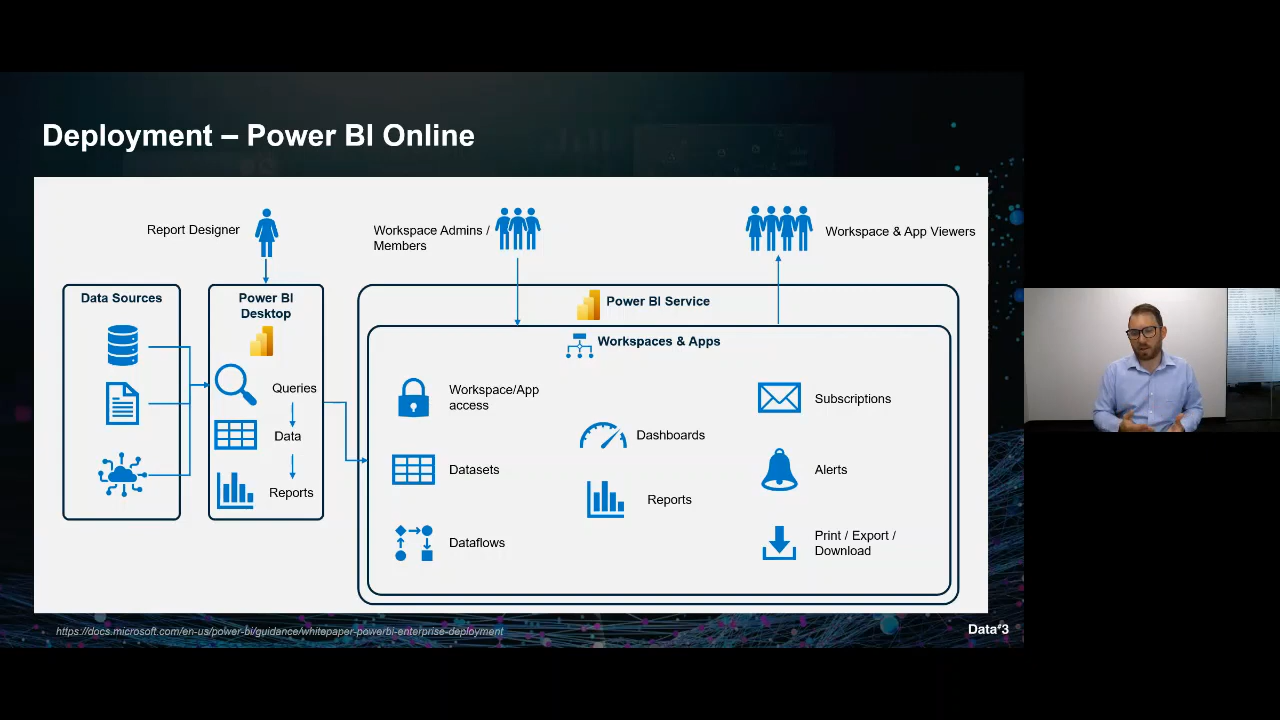 Deployment – Power BI Online
Report Designer
Workspace Admins /
Members
Workspace & App Viewers
Data Sources
Power BI
Desktop
Queries
Data
Reports
Power BI Service
Workspaces & Apps
Workspace/App
access
Datasets
Dataflows
Dashboards
Reports
Subscriptions
Alerts
Print / Export /
Download
https://docs.microsoft.com/en-us/power-bi/guidance/whitepaper-powerbi-enterprise-deployment
Data#3